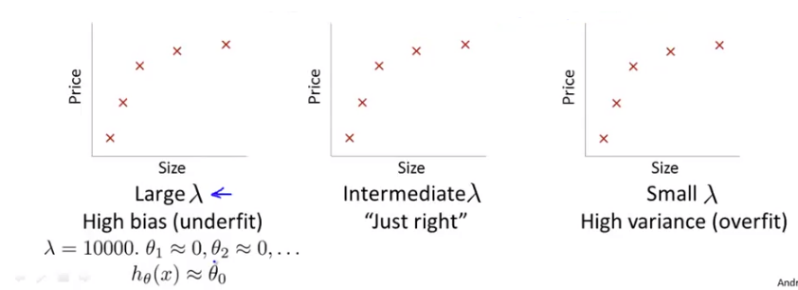 Price
Size
Large λ ←
High bias (underfit)
λ = 10000. θ₁ ≈ 0, θ₂ ≈ 0, . . .
hθ(x) ≈ θ₀
Price
Size
Intermediate λ
“Just right”
Price
Size
Small λ
High variance (overfit)
Andr